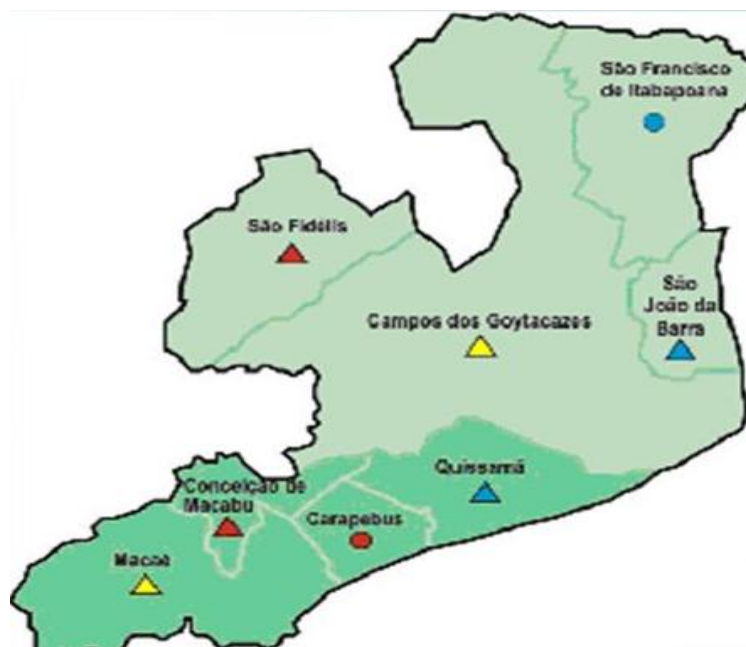 São Francisco
de Itabapoana
São Fidélis
São
João da
Barra
Campos dos Goytacazes
Quissamã
Conceição de
Macabu
Carapebus
Macaé